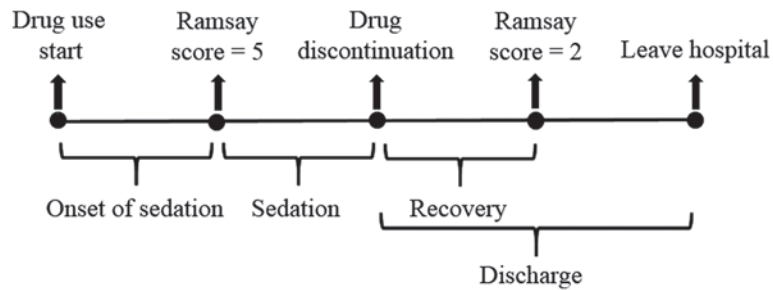 Drug use
start
Ramsay
score = 5
Drug
discontinuation
Ramsay
score = 2
Leave hospital
Onset of sedation
Sedation
Recovery
Discharge